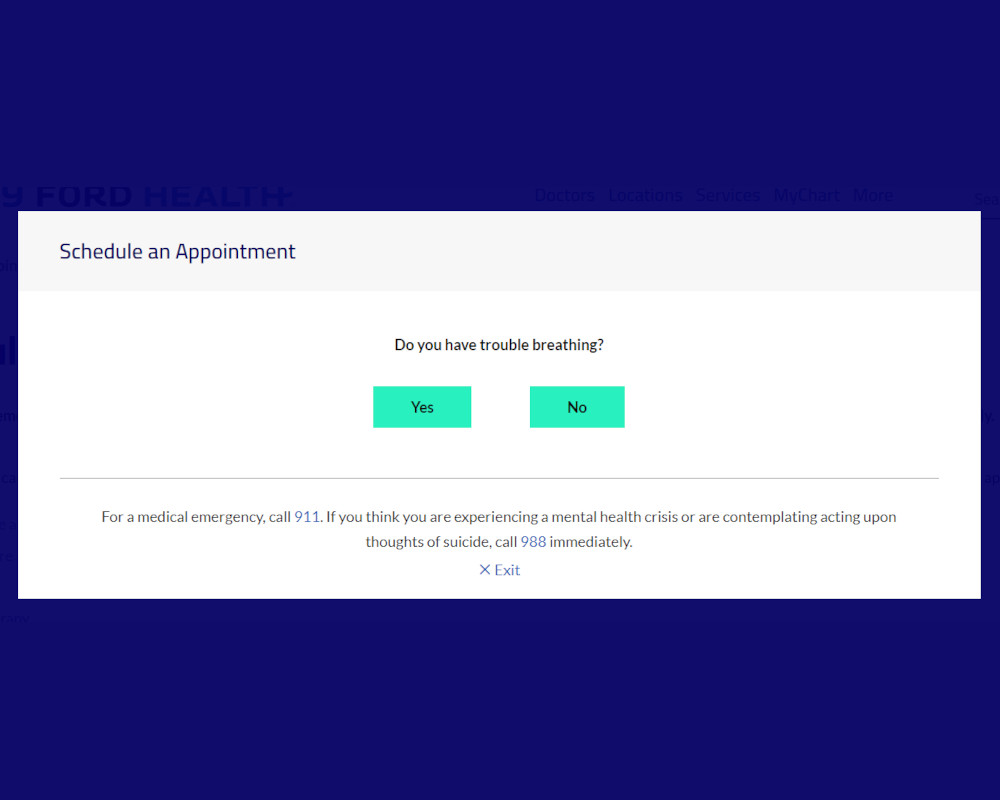 FORD HEALTH
Doctors Locations Services MyChart More
Schedule an Appointment
Do you have trouble breathing?
Yes No
For a medical emergency, call 911. If you think you are experiencing a mental health crisis or are contemplating acting upon
thoughts of suicide, call 988 immediately.
× Exit